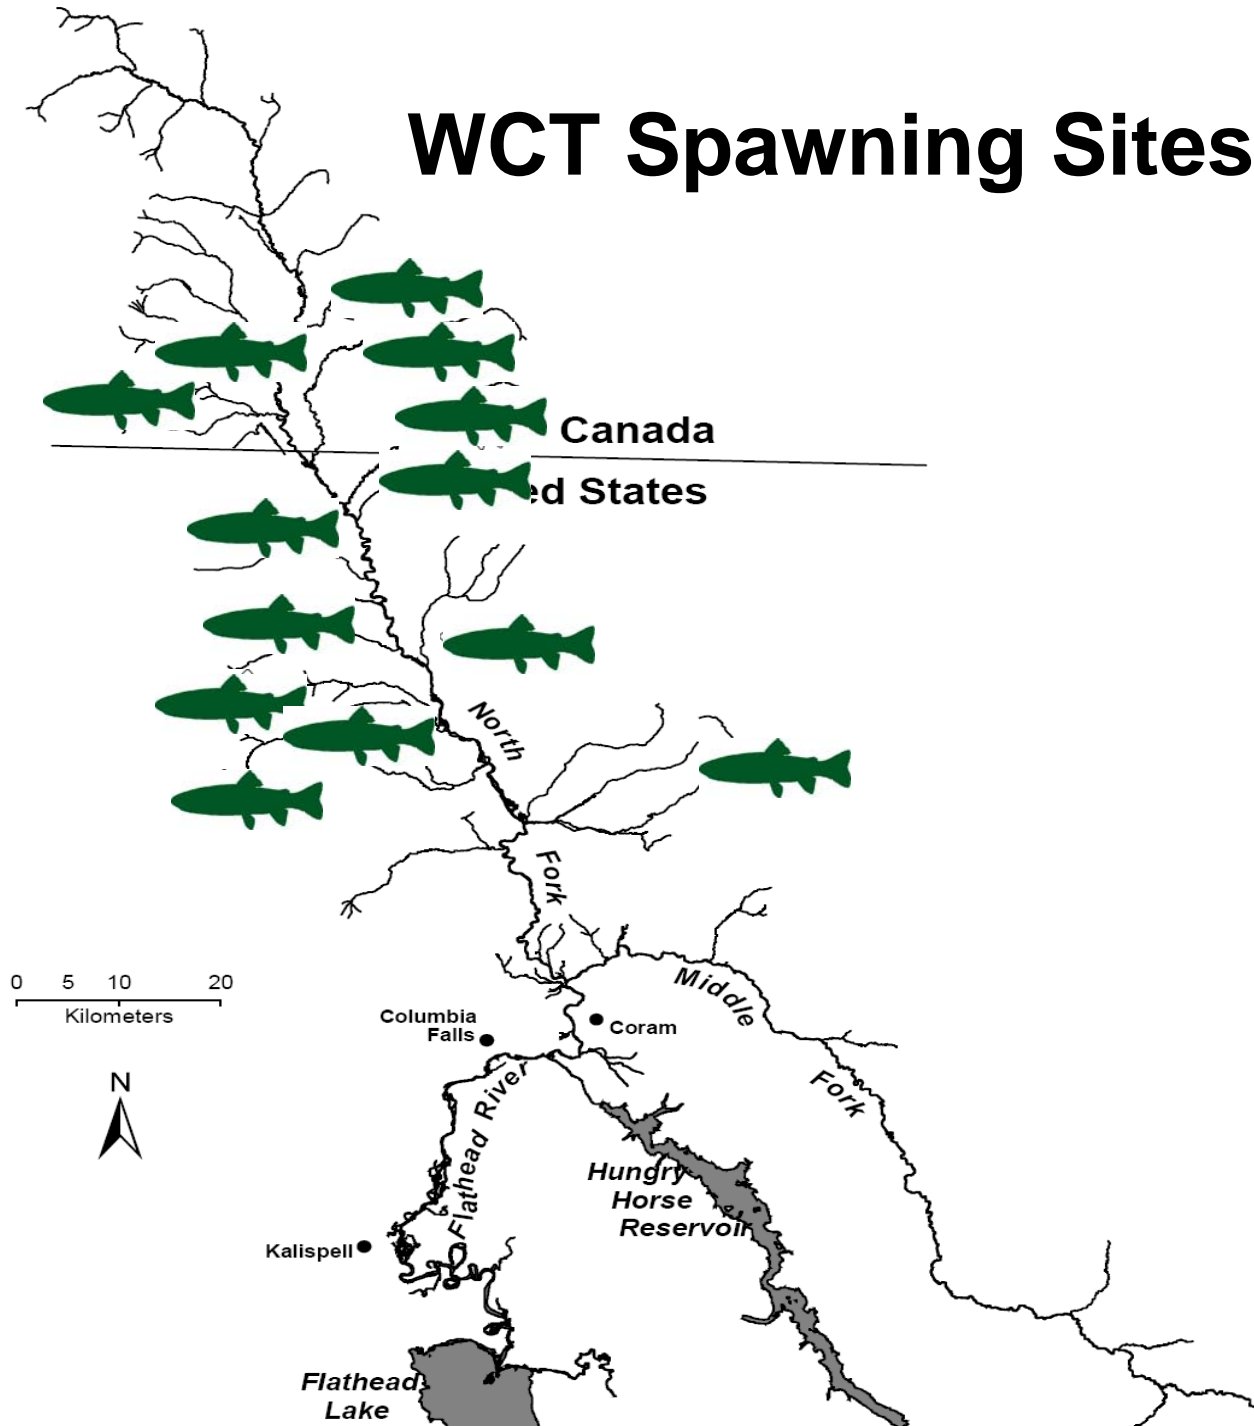 WCT Spawning Sites
Canada
ed States
North
Fork
Middle
Fork
0 5 10 20
Kilometers
Columbia
Falls
Coram
N
Flathead River
Hungry
Horse
Reservoir
Kalispell
Flathead
Lake